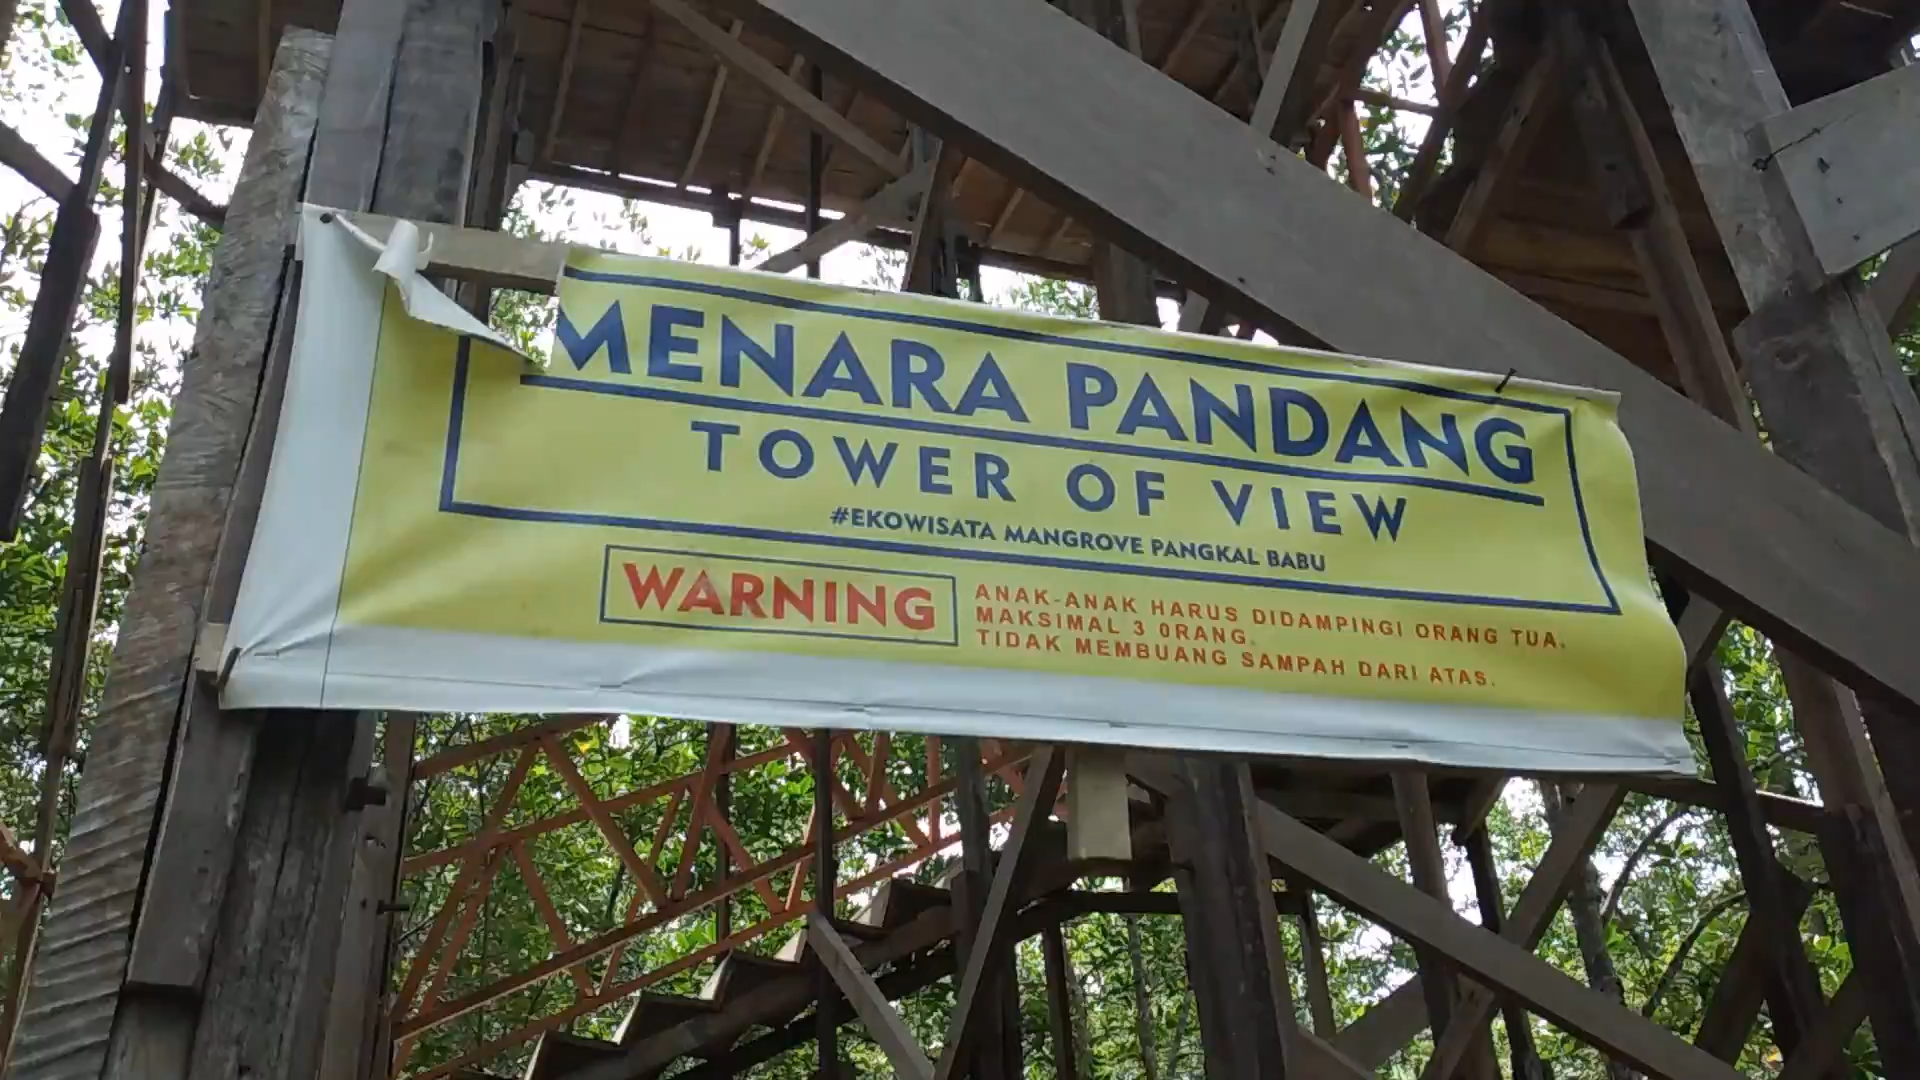 MENARA PANDANG
TOWER OF VIEW
#EKOWISATA MANGROVE PANGKAL BABU
WARNING
ANAK-ANAK HARUS DIDAMPINGI ORANG TUA.
MAKSIMAL 3 0RANG.
TIDAK MEMBUANG SAMPAH DARI ATAS.